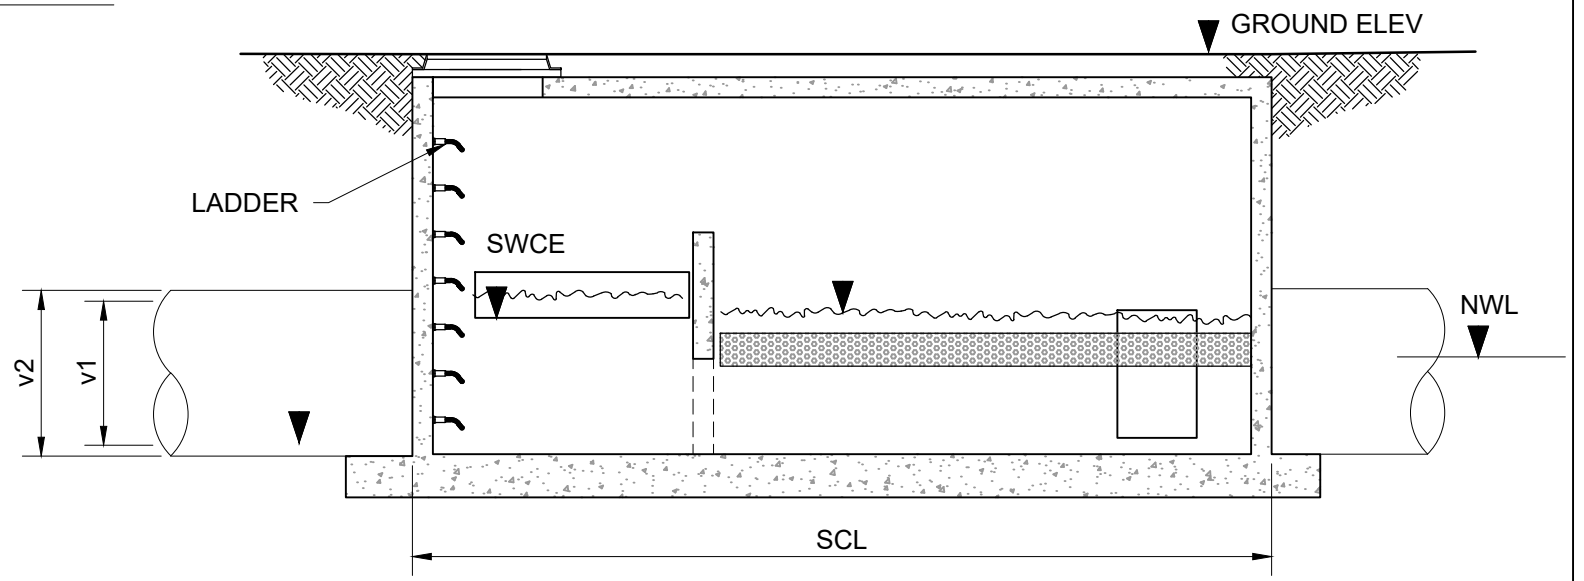 GROUND ELEV
LADDER
SWCE
NWL
v2
v1
SCL